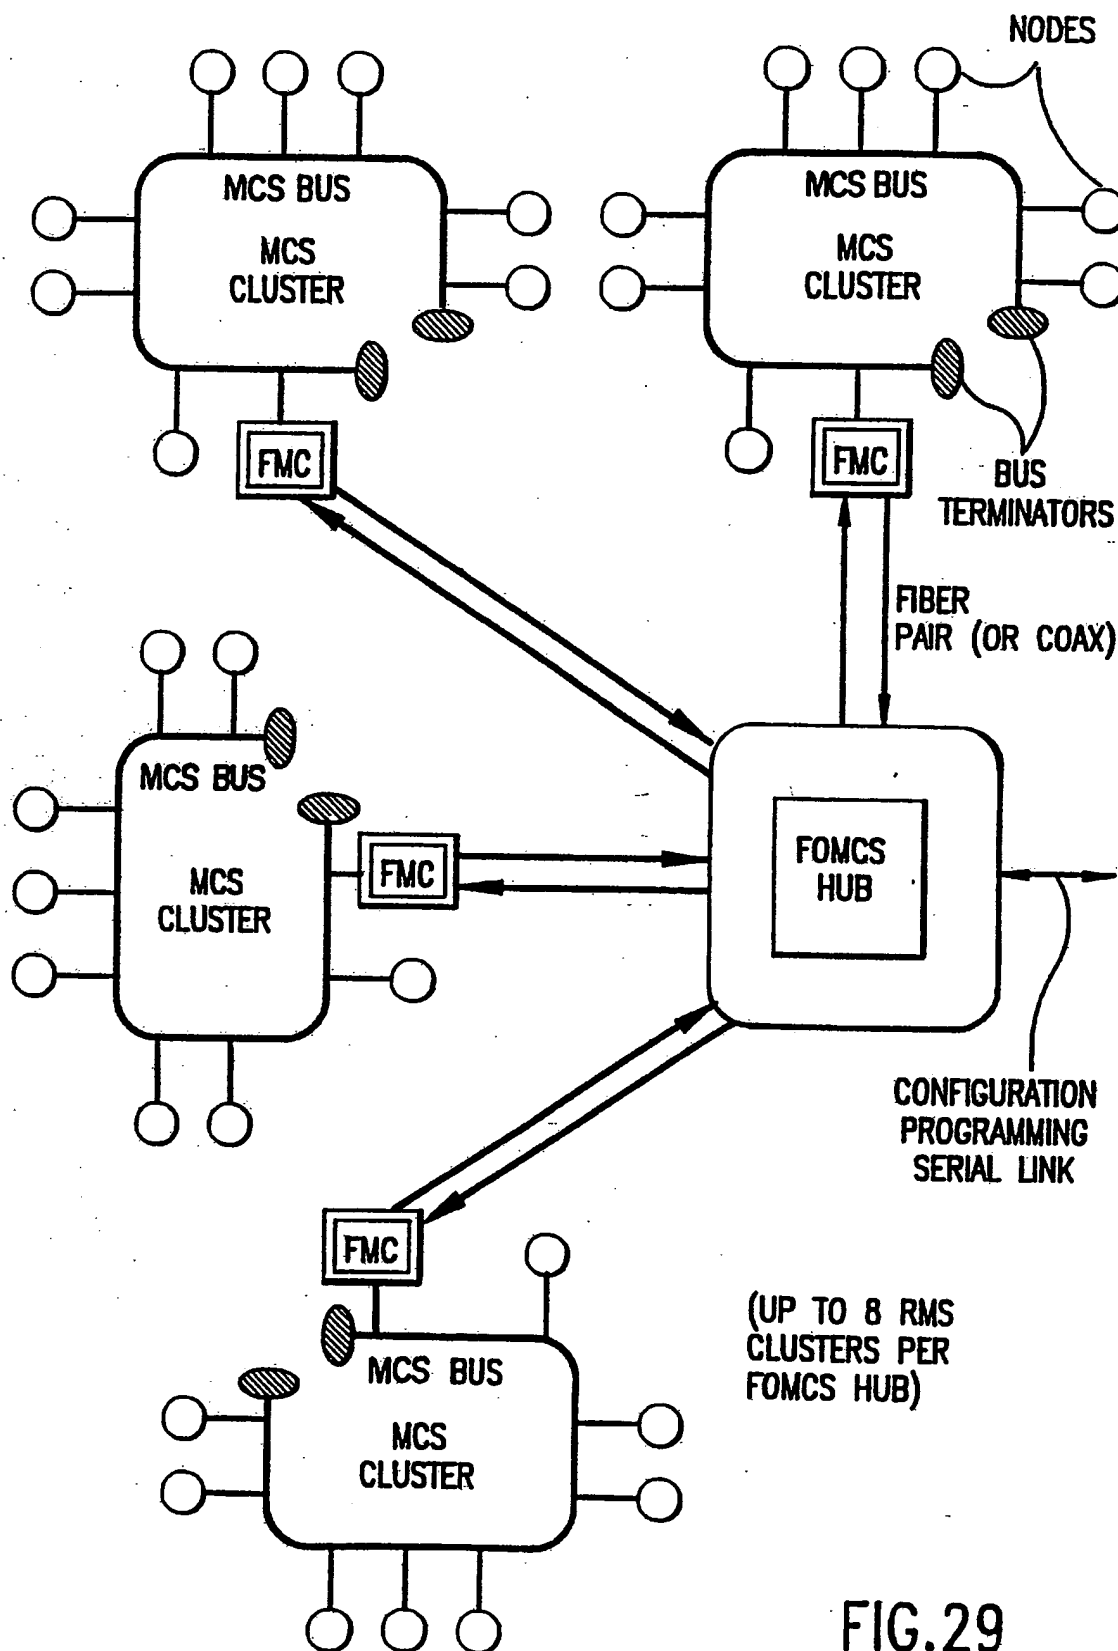 NODES
MCS BUS
MCS
CLUSTER
MCS BUS
MCS
CLUSTER
FMC
FMC
BUS
TERMINATORS
FIBER
PAIR (OR COAX)
MCS BUS
MCS
CLUSTER
FMC
FOMCS
HUB
CONFIGURATION
PROGRAMMING
SERIAL LINK
FMC
MCS BUS
MCS
CLUSTER
(UP TO 8 RMS
CLUSTERS PER
FOMCS HUB)
FIG.29